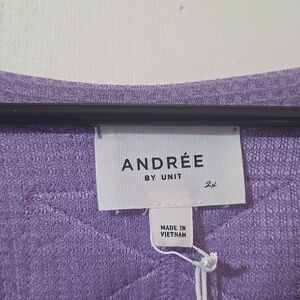 ANDRÉE
BY UNIT
2x
MADE IN
VIETNAM